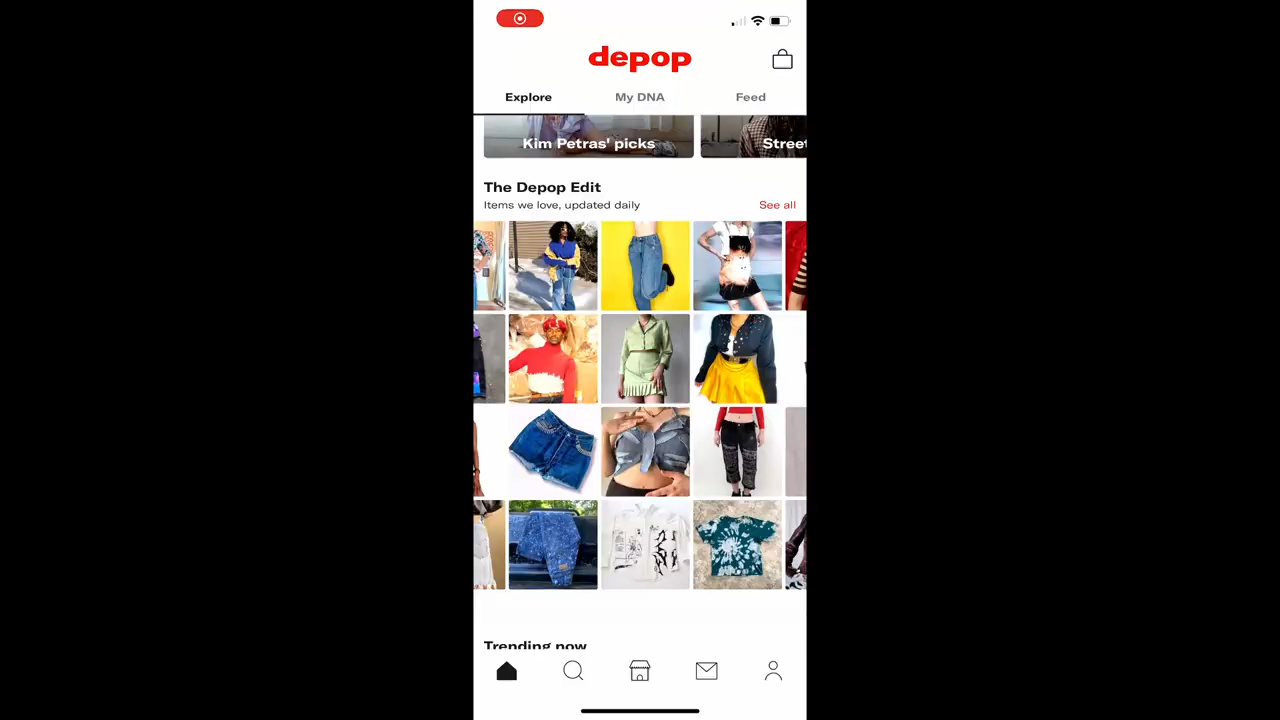 depop
Explore
My DNA
Feed
Kim Petras' picks
Street
The Depop Edit
Items we love, updated daily
See all
Trending now